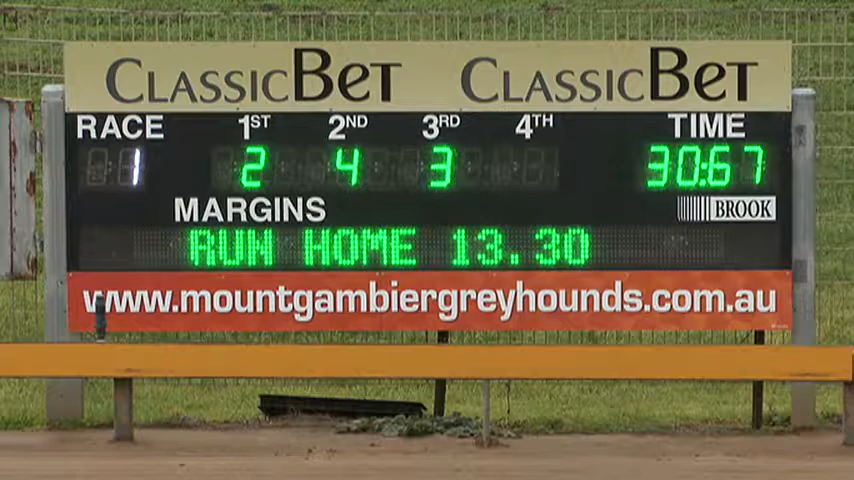 CLASSICBET CLASSICBET
RACE 1ST 2ND 3RD 4TH TIME
1 2 4 3 30:67
MARGINS BROOK
RUN HOME 13.30
www.mountgambiergreyhounds.com.au